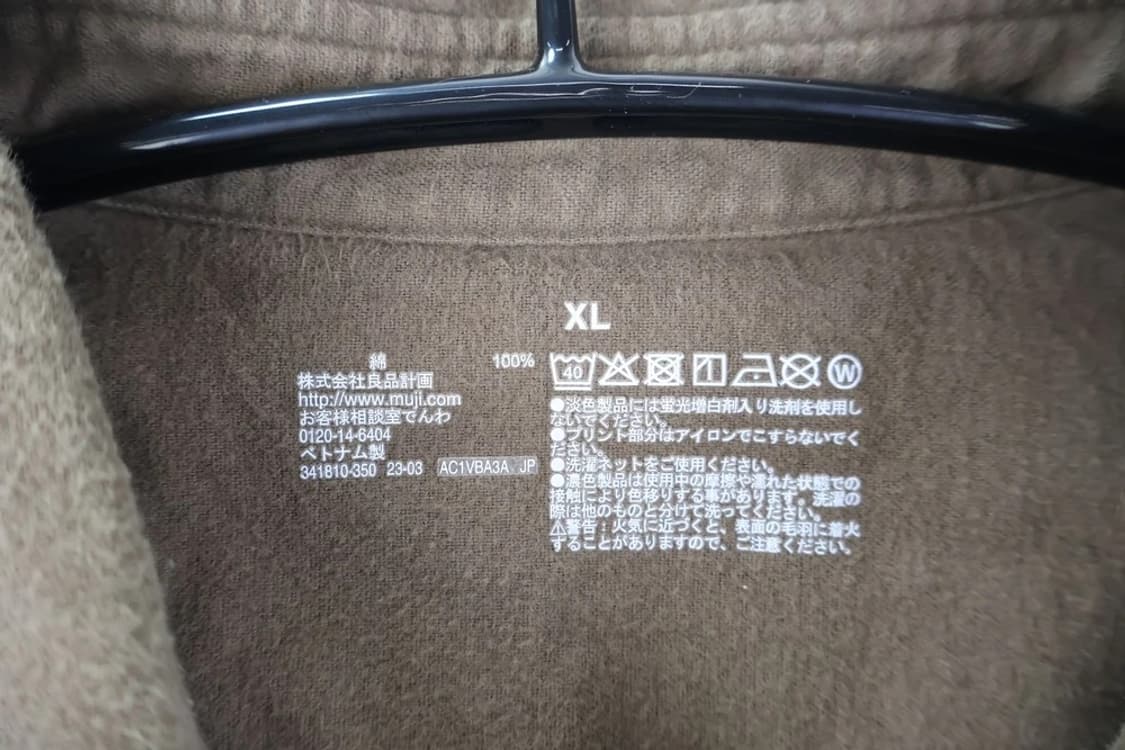 XL
綿 100%
株式会社良品計画
http://www.muji.com
お客様相談室でんわ
0120-14-6404
ベトナム製
341810-350 23-03 AC1VBA3A JP
40
W
●淡色製品には蛍光増白剤入り洗剤を使用し
ないでください。
●プリント部分はアイロンでこすらないでく
ださい。
●洗濯ネットをご使用ください。
●濃色製品は使用中の摩擦や濡れた状態での
接触により色移りする事があります。洗濯の
際は他のものと分けて洗ってください。
⚠警告：火気に近づくと、表面の毛羽に着火
することがありますので、ご注意ください。